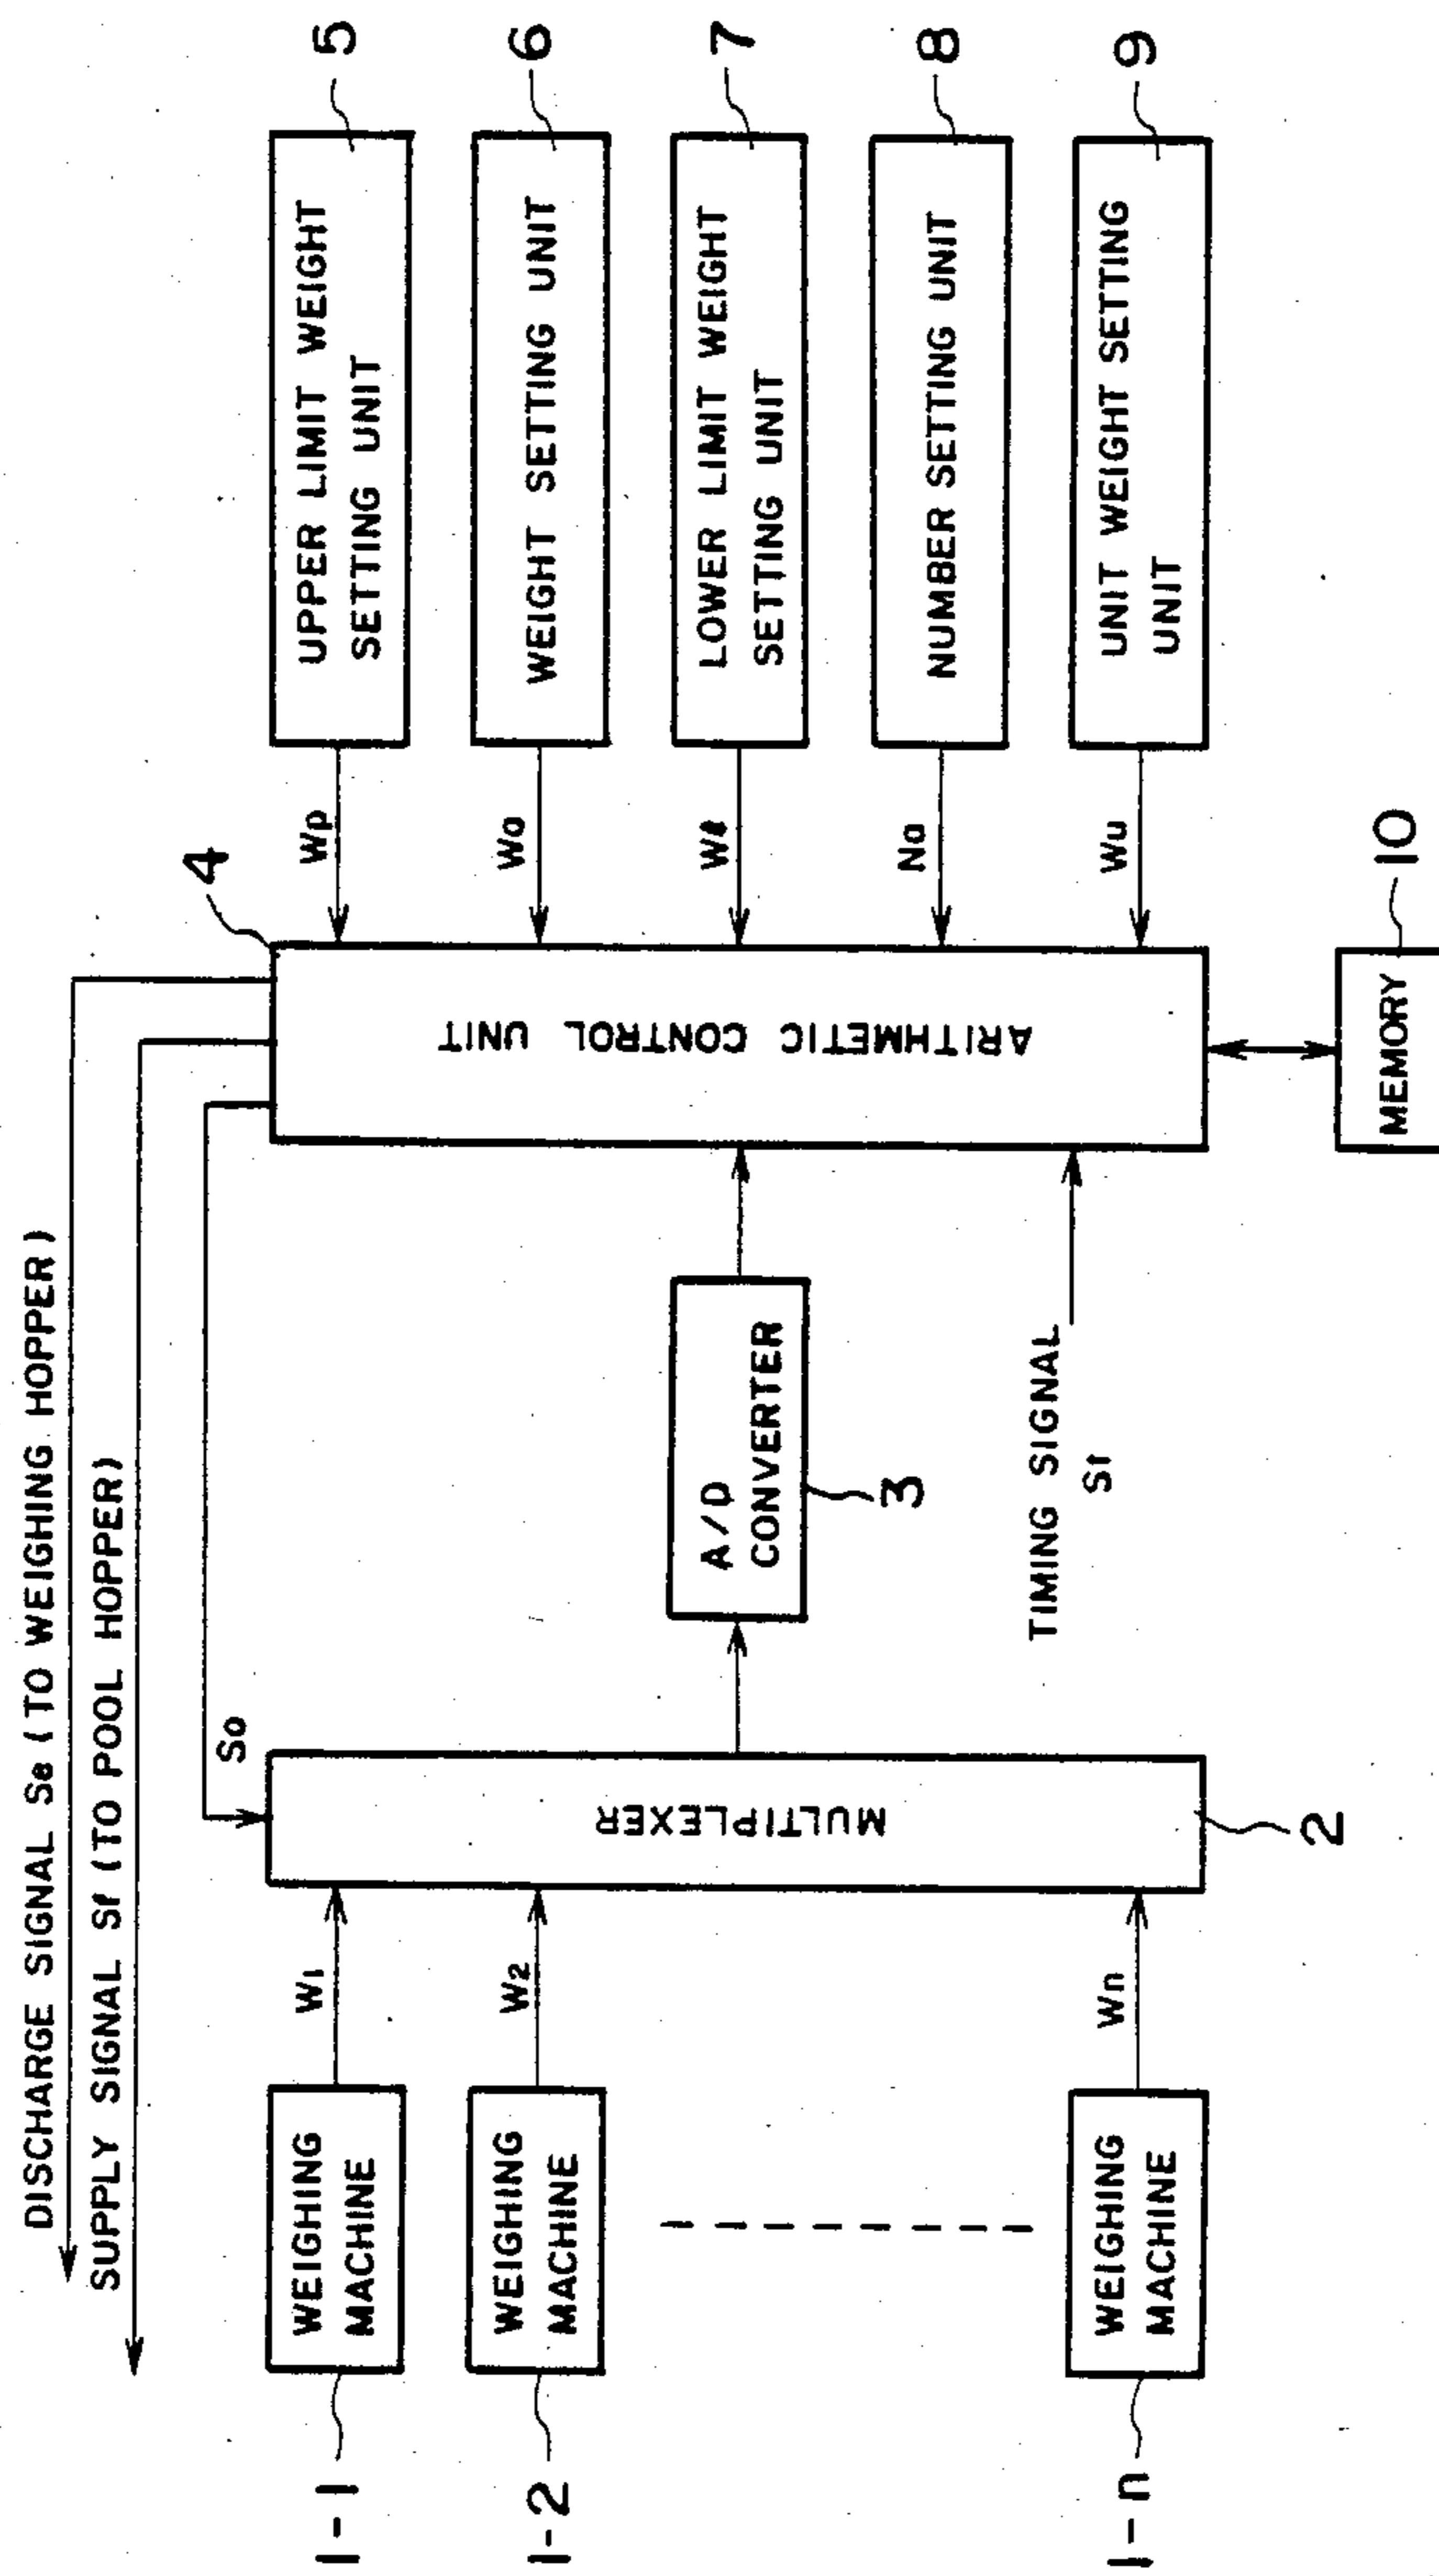 DISCHARGE SIGNAL Se (TO WEIGHING HOPPER)
SUPPLY SIGNAL Sf (TO POOL HOPPER)
1-1
WEIGHING
MACHINE
W1
1-2
WEIGHING
MACHINE
W2
1-n
WEIGHING
MACHINE
Wn
So
MULTIPLEXER
2
A/D
CONVERTER
3
TIMING SIGNAL
St
4
ARITHMETIC CONTROL UNIT
MEMORY
10
Wp
UPPER LIMIT WEIGHT
SETTING UNIT
5
Wa
WEIGHT SETTING UNIT
6
Wℓ
LOWER LIMIT WEIGHT
SETTING UNIT
7
Na
NUMBER SETTING UNIT
8
Wu
UNIT WEIGHT SETTING
UNIT
9